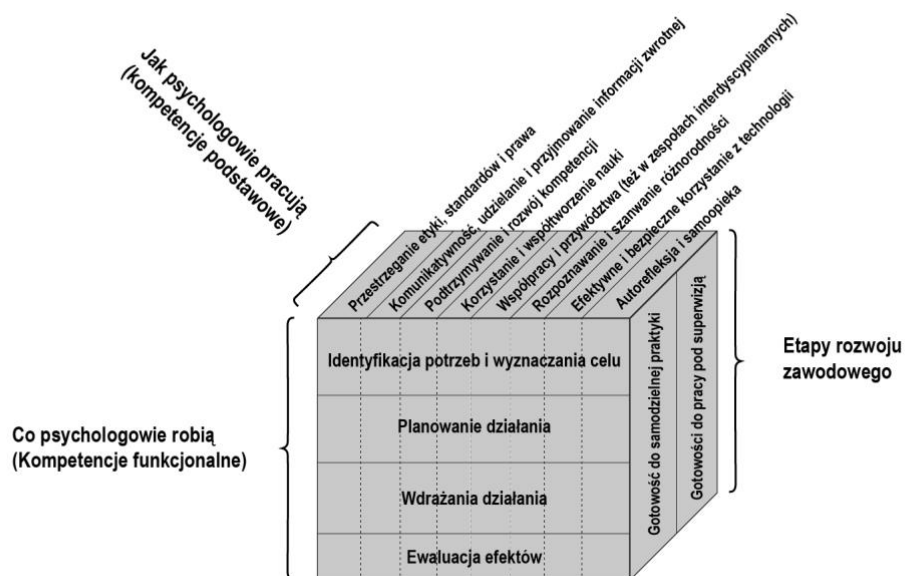 Jak psychologowie pracują
(kompetencje podstawowe)
Przestrzeganie etyki, standardów i prawa
Komunikatywność, udzielanie i przyjmowanie informacji zwrotnej
Podtrzymywanie i rozwój kompetencji
Korzystanie i współtworzenie nauki
Współpracy i przywództwa (też w zespołach interdyscyplinarnych)
Rozpoznawanie i szanwanie różnorodności
Efektywne i bezpieczne korzystanie z technologii
Autorefleksja i samoopieka
Identyfikacja potrzeb i wyznaczania celu
Planowanie działania
Wdrażania działania
Ewaluacja efektów
Gotowość do samodzielnej praktyki
Gotowości do pracy pod superwizją
Etapy rozwoju
zawodowego
Co psychologowie robią
(Kompetencje funkcjonalne)